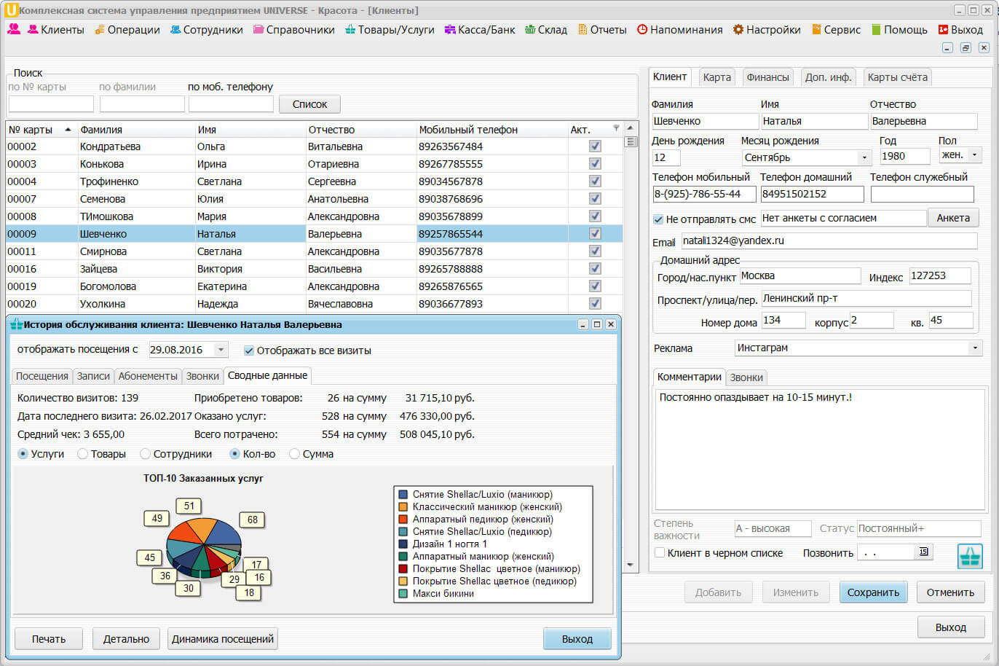 Комплексная система управления предприятием UNIVERSE - Красота - [Клиенты]
Клиенты Операции Сотрудники Справочники Товары/Услуги Касса/Банк Склад Отчеты Напоминания Настройки Сервис Помощь Выход
Поиск
по № карты по фамилии по моб. телефону
Список
№ карты Фамилия Имя Отчество Мобильный телефон Акт.
00002 Кондратьева Ольга Витальевна 89263567484
00003 Конькова Ирина Отариевна 89267785555
00004 Трофиненко Светлана Сергеевна 89034567878
00007 Семенова Юлия Анатольевна 89038768696
00008 ТИмошкова Мария Александровна 89035678899
00009 Шевченко Наталья Валерьевна 89257865544
00011 Смирнова Светлана Александровна 89035677878
00016 Зайцева Виктория Васильевна 89265788888
00019 Богомолова Екатерина Александровна 89265876565
00020 Ухолкина Надежда Вячеславовна 89036677893
История обслуживания клиента: Шевченко Наталья Валерьевна
отображать посещения с 29.08.2016 Отображать все визиты
Посещения Записи Абонементы Звонки Сводные данные
Количество визитов: 139 Приобретено товаров: 26 на сумму 31 715,10 руб.
Дата последнего визита: 26.02.2017 Оказано услуг: 528 на сумму 476 330,00 руб.
Средний чек: 3 655,00 Всего потрачено: 554 на сумму 508 045,10 руб.
Услуги Товары Сотрудники Кол-во Сумма
ТОП-10 Заказанных услуг
51
49
68
45
36
30
29
18
16
17
Снятие Shellac/Luxio (маникюр)
Классический маникюр (женский)
Аппаратный педикюр (женский)
Снятие Shellac/Luxio (педикюр)
Дизайн 1 ногтя 1
Аппаратный маникюр (женский)
Покрытие Shellac цветное (маникюр)
Покрытие Shellac цветное (педикюр)
Макси бикини
Печать Детально Динамика посещений Выход
Клиент Карта Финансы Доп. инф. Карты счёта
Фамилия Имя Отчество
Шевченко Наталья Валерьевна
День рождения Месяц рождения Год Пол
12 Сентябрь 1980 жен.
Телефон мобильный Телефон домашний Телефон служебный
8-(925)-786-55-44 84951502152
Не отправлять смс Нет анкеты с согласием Анкета
Email natali1324@yandex.ru
Домашний адрес
Город/нас.пункт Москва Индекс 127253
Проспект/улица/пер. Ленинский пр-т
Номер дома 134 корпус 2 кв. 45
Реклама Инстаграм
Комментарии Звонки
Постоянно опаздывает на 10-15 минут.!
Степень важности А - высокая Статус Постоянный+
Клиент в черном списке Позвонить . . 15
Добавить Изменить Сохранить Отменить
Выход